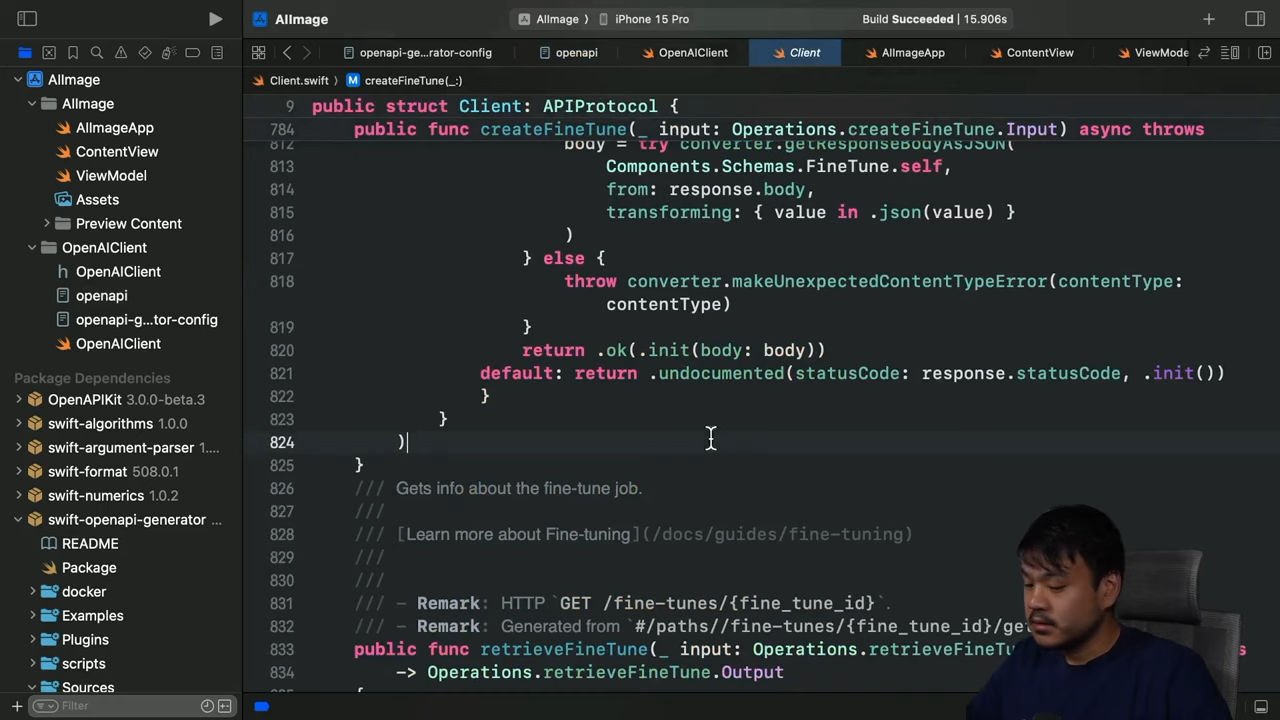 AIImage
AIImage
iPhone 15 Pro
Build Succeeded | 15.906s
openapi-ge...rator-config
openapi
OpenAIClient
Client
AIImageApp
ContentView
ViewMode
Client.swift
M
createFineTune(_:)
AIImage
AIImage
AIImageApp
ContentView
ViewModel
Assets
Preview Content
OpenAIClient
h
OpenAIClient
openapi
openapi-g...tor-config
OpenAIClient
Package Dependencies
OpenAPIKit 3.0.0-beta.3
swift-algorithms 1.0.0
swift-argument-parser 1....
swift-format 508.0.1
swift-numerics 1.0.2
swift-openapi-generator ...
README
Package
docker
Examples
Plugins
scripts
Sources
Filter
9 public struct Client: APIProtocol {
784 public func createFineTune(_ input: Operations.createFineTune.Input) async throws
812 body = try converter.getResponseBodyAsJSON(
813 Components.Schemas.FineTune.self,
814 from: response.body,
815 transforming: { value in .json(value) }
816 )
817 } else {
818 throw converter.makeUnexpectedContentTypeError(contentType:
contentType)
819 }
820 return .ok(.init(body: body))
821 default: return .undocumented(statusCode: response.statusCode, .init())
822 }
823 }
824 )
825 }
826 /// Gets info about the fine-tune job.
827 ///
828 /// [Learn more about Fine-tuning](/docs/guides/fine-tuning)
829 ///
830 ///
831 /// - Remark: HTTP `GET /fine-tunes/{fine_tune_id}`.
832 /// - Remark: Generated from `#/paths//fine-tunes/{fine_tune_id}/get
833 public func retrieveFineTune(_ input: Operations.retrieveFineTu
834 -> Operations.retrieveFineTune.Output